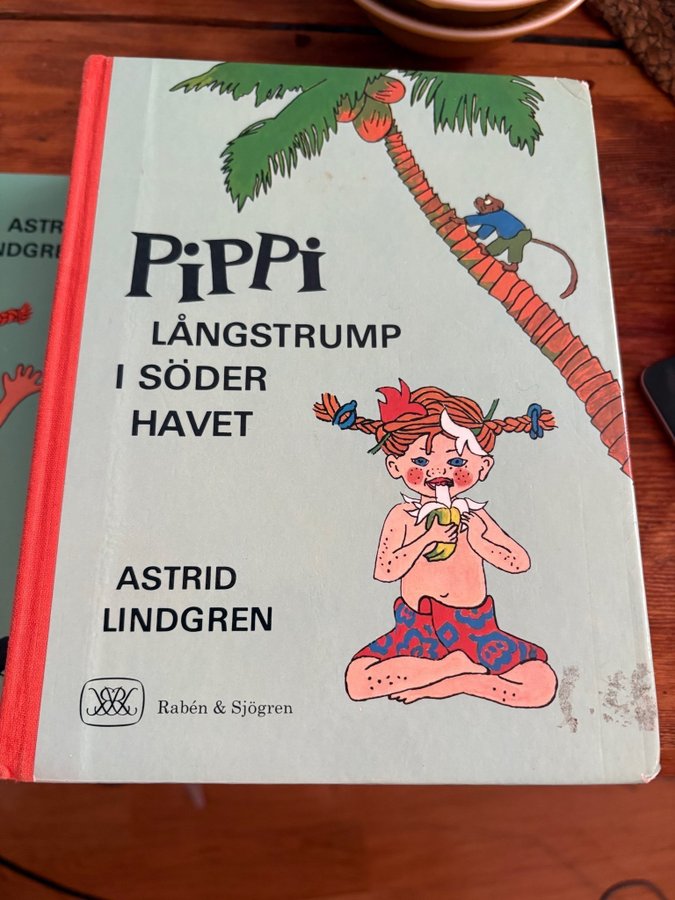 PiPPi
LÅNGSTRUMP
I SÖDER
HAVET
ASTRID
LINDGREN
Rabén & Sjögren